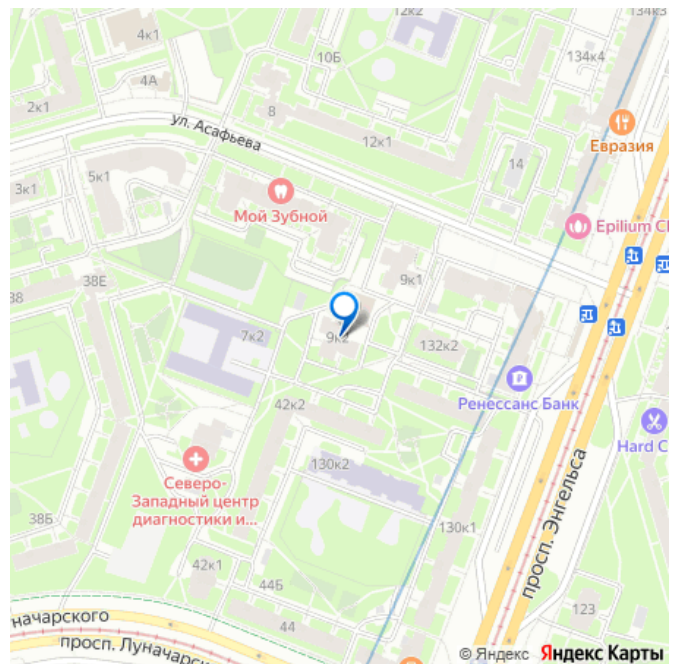 134к3
12к2
4к1
134к4
10Б
4А
2к1
8
ул. Асафьева
Евразия
12к1
14
5к1
3к1
Мой Зубной
Epilium Cl
38Е
9к1
38
7к2
9к2
132к2
Ренессанс Банк
42к2
Hard C
130к2
Северо-
Западный центр
диагностики и...
38Б
130к1
просп. Энгельса
42к1
44Б
123
начарского
44
просп. Луначарск
© Яндекс Яндекс Карты